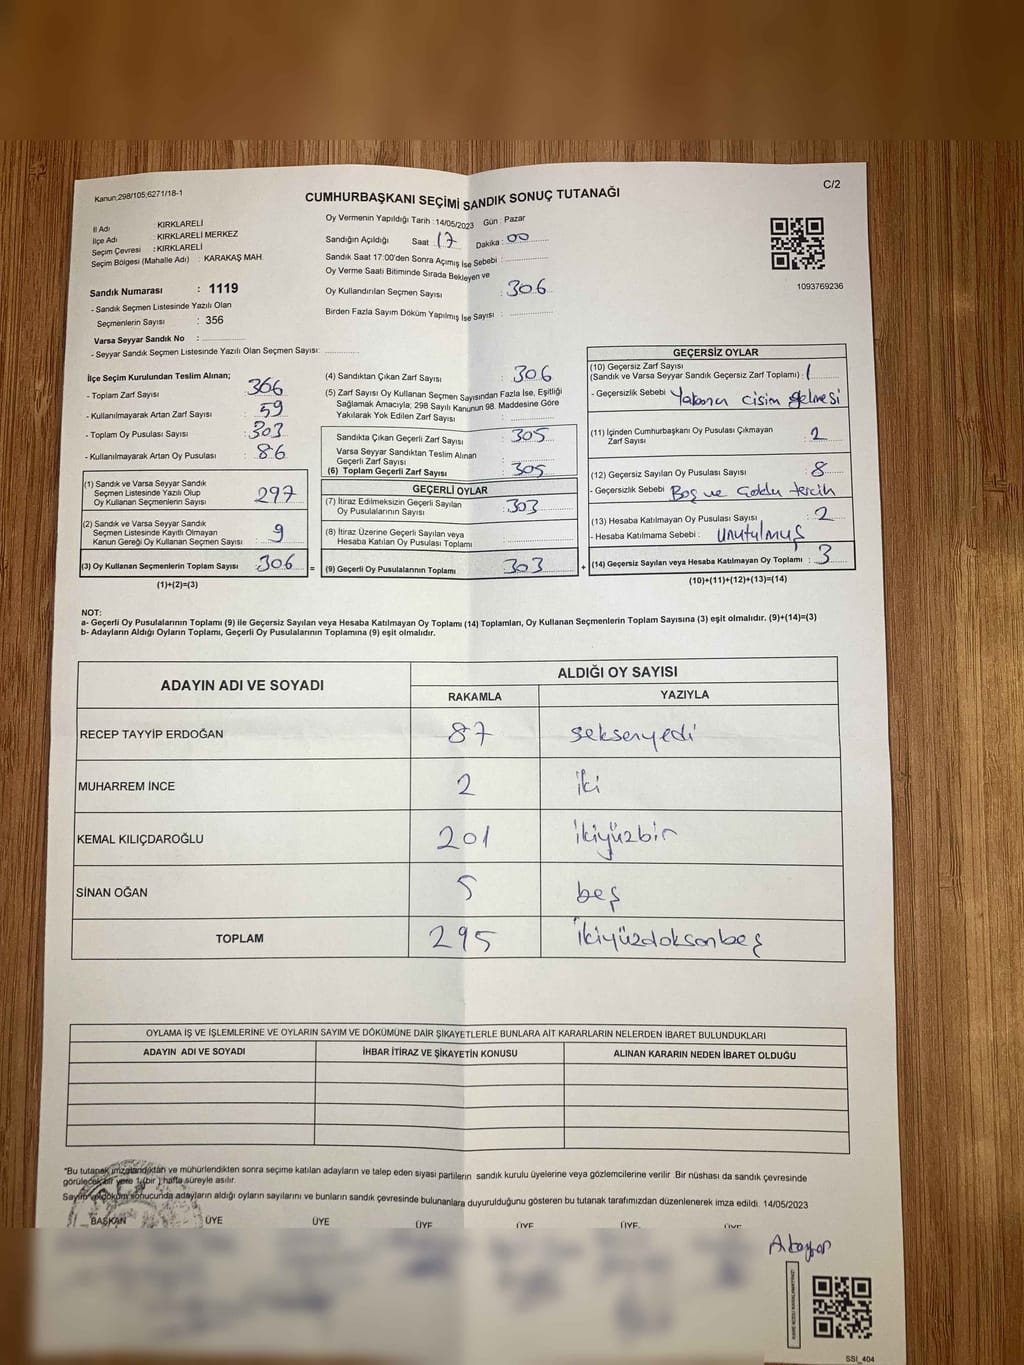 Kanun:298/105;6271/18-1
CUMHURBAŞKANI SEÇİMİ SANDIK SONUÇ TUTANAĞI
C/2
İl Adı : KIRKLARELİ
İlçe Adı : KIRKLARELİ MERKEZ
Seçim Çevresi : KIRKLARELİ
Seçim Bölgesi (Mahalle Adı) : KARAKAŞ MAH.
Sandık Numarası : 1119
- Sandık Seçmen Listesinde Yazılı Olan
Seçmenlerin Sayısı : 356
Varsa Seyyar Sandık No :
- Seyyar Sandık Seçmen Listesinde Yazılı Olan Seçmen Sayısı:
Oy Vermenin Yapıldığı Tarih : 14/05/2023 Gün : Pazar
Sandığın Açıldığı Saat 17 Dakika : 00
Sandık Saat 17:00'den Sonra Açımış İse Sebebi :
Oy Verme Saati Bitiminde Sırada Bekleyen ve
Oy Kullandırılan Seçmen Sayısı : 306
Birden Fazla Sayım Döküm Yapılmış İse Sayısı :
1093769236
İlçe Seçim Kurulundan Teslim Alınan;
- Toplam Zarf Sayısı : 366
- Kullanılmayarak Artan Zarf Sayısı : 59
- Toplam Oy Pusulası Sayısı : 303
- Kullanılmayarak Artan Oy Pusulası : 86
(1) Sandık ve Varsa Seyyar Sandık
Seçmen Listesinde Yazılı Olup
Oy Kullanan Seçmenlerin Sayısı : 297
(2) Sandık ve Varsa Seyyar Sandık
Seçmen Listesinde Kayıtlı Olmayan
Kanun Gereği Oy Kullanan Seçmen Sayısı : 9
(3) Oy Kullanan Seçmenlerin Toplam Sayısı : 306 =
(1)+(2)=(3)
(4) Sandıktan Çıkan Zarf Sayısı : 306
(5) Zarf Sayısı Oy Kullanan Seçmen Sayısından Fazla İse, Eşitliği
Sağlamak Amacıyla; 298 Sayılı Kanunun 98. Maddesine Göre
Yakılarak Yok Edilen Zarf Sayısı :
Sandıkta Çıkan Geçerli Zarf Sayısı : 305
Varsa Seyyar Sandıktan Teslim Alınan
Geçerli Zarf Sayısı :
(6) Toplam Geçerli Zarf Sayısı : 305
GEÇERLİ OYLAR
(7) İtiraz Edilmeksizin Geçerli Sayılan
Oy Pusulalarının Sayısı : 303
(8) İtiraz Üzerine Geçerli Sayılan veya
Hesaba Katılan Oy Pusulası Toplamı :
(9) Geçerli Oy Pusulalarının Toplamı : 303 +
GEÇERSİZ OYLAR
(10) Geçersiz Zarf Sayısı
(Sandık ve Varsa Seyyar Sandık Geçersiz Zarf Toplamı) : 1
- Geçersizlik Sebebi : Yabancı cisim gelmesi
(11) İçinden Cumhurbaşkanı Oy Pusulası Çıkmayan
Zarf Sayısı : 2
(12) Geçersiz Sayılan Oy Pusulası Sayısı : 8
- Geçersizlik Sebebi : Boş ve çoklu tercih
(13) Hesaba Katılmayan Oy Pusulası Sayısı : 2
- Hesaba Katılmama Sebebi : Unutulmuş
(14) Geçersiz Sayılan veya Hesaba Katılmayan Oy Toplamı : 3
(10)+(11)+(12)+(13)=(14)
NOT:
a- Geçerli Oy Pusulalarının Toplamı (9) ile Geçersiz Sayılan veya Hesaba Katılmayan Oy Toplamı (14) Toplamları, Oy Kullanan Seçmenlerin Toplam Sayısına (3) eşit olmalıdır. (9)+(14)=(3)
b- Adayların Aldığı Oyların Toplamı, Geçerli Oy Pusulalarının Toplamına (9) eşit olmalıdır.
ADAYIN ADI VE SOYADI ALDIĞI OY SAYISI
RAKAMLA YAZIYLA
RECEP TAYYİP ERDOĞAN 87 seksenyedi
MUHARREM İNCE 2 iki
KEMAL KILIÇDAROĞLU 201 ikiyüzbir
SİNAN OĞAN 5 beş
TOPLAM 295 ikiyüzdoksanbeş
OYLAMA İŞ VE İŞLEMLERİNE VE OYLARIN SAYIM VE DÖKÜMÜNE DAİR ŞİKAYETLERLE BUNLARA AİT KARARLARIN NELERDEN İBARET BULUNDUKLARI
ADAYIN ADI VE SOYADI İHBAR İTİRAZ VE ŞİKAYETİN KONUSU ALINAN KARARIN NEDEN İBARET OLDUĞU
"Bu tutanak imzalandıktan ve mühürlendikten sonra seçime katılan adayların ve talep eden siyasi partilerin sandık kurulu üyelerine veya gözlemcilerine verilir. Bir nüshası da sandık çevresinde
görülecek bir yere 1 (bir) hafta süreyle asılır.
Sayım ve döküm sonucunda adayların aldığı oyların sayılarını ve bunların sandık çevresinde bulunanlara duyurulduğunu gösteren bu tutanak tarafımızdan düzenlenerek imza edildi. 14/05/2023
BAŞKAN ÜYE ÜYE ÜYE ÜYE ÜYE ÜYE
SSI_404